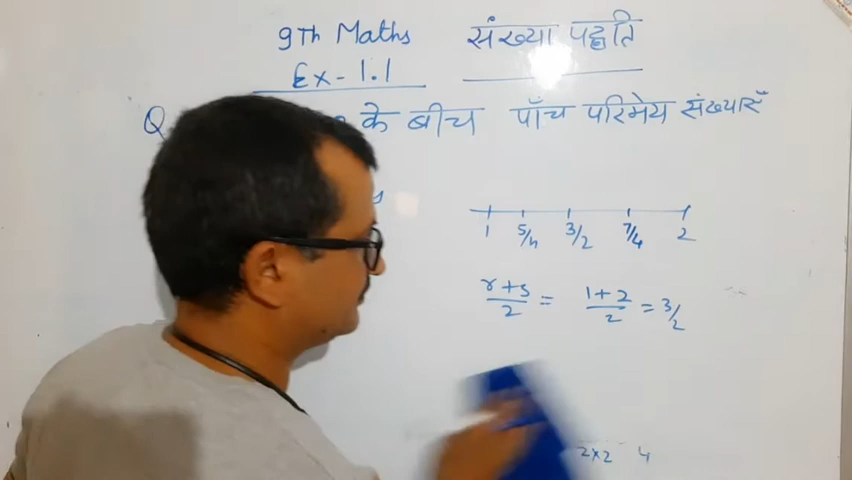 9Th Maths संख्या पद्धति
Ex- 1.1
Q के बीच पाँच परिमेय संख्याएँ
1 5/4 3/2 7/4 2
r+s/2 = 1+2/2 = 3/2
2x2 4